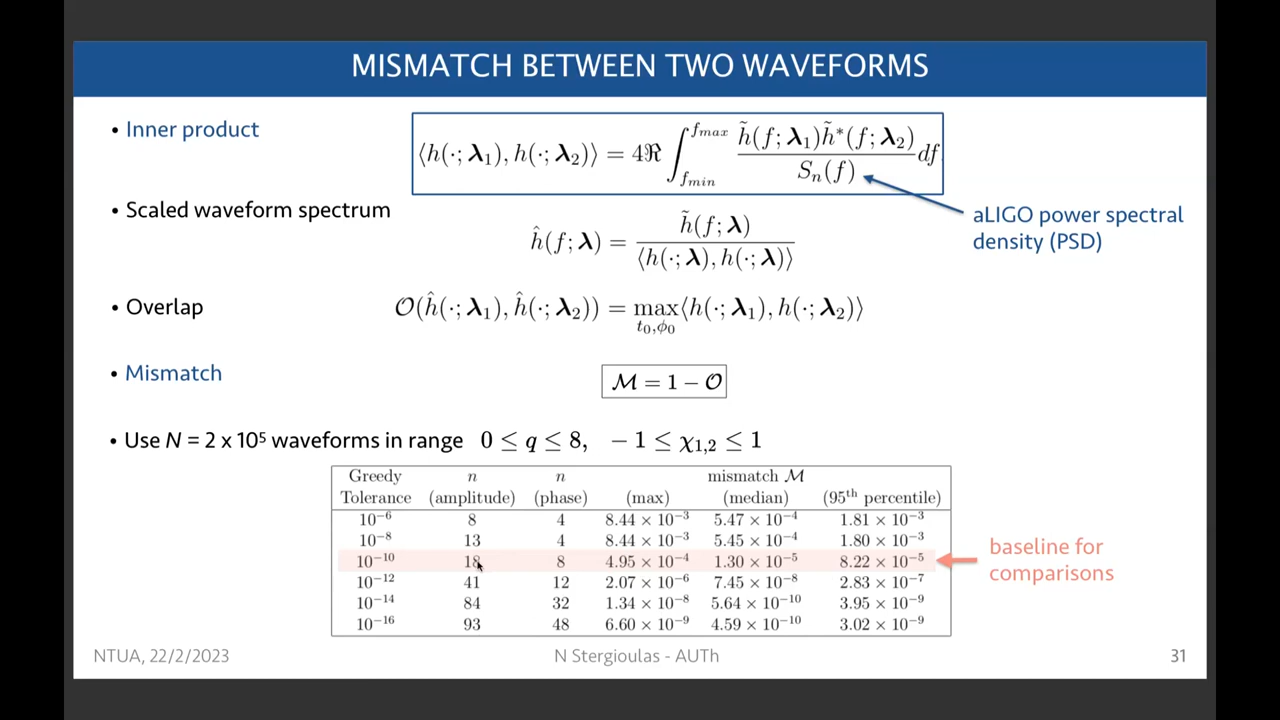 MISMATCH BETWEEN TWO WAVEFORMS
• Inner product
⟨h(·; λ₁), h(·; λ₂)⟩ = 4ℜ ∫_{f_{min}}^{f_{max}} h̃(f; λ₁)h̃*(f; λ₂) / S_n(f) df
aLIGO power spectral
density (PSD)
• Scaled waveform spectrum
ĥ(f; λ) = h̃(f; λ) / ⟨h(·; λ), h(·; λ)⟩
• Overlap
𝒪(ĥ(·; λ₁), ĥ(·; λ₂)) = max_{t₀,ϕ₀}⟨h(·; λ₁), h(·; λ₂)⟩
• Mismatch
ℳ = 1 − 𝒪
• Use N = 2 x 10⁵ waveforms in range 0 ≤ q ≤ 8, − 1 ≤ χ₁,₂ ≤ 1
Greedy n n mismatch ℳ
Tolerance (amplitude) (phase) (max) (median) (95ᵗʰ percentile)
10⁻⁶ 8 4 8.44 × 10⁻³ 5.47 × 10⁻⁴ 1.81 × 10⁻³
10⁻⁸ 13 4 8.44 × 10⁻³ 5.45 × 10⁻⁴ 1.80 × 10⁻³
10⁻¹⁰ 18 8 4.95 × 10⁻⁴ 1.30 × 10⁻⁵ 8.22 × 10⁻⁵
10⁻¹² 41 12 2.07 × 10⁻⁶ 7.45 × 10⁻⁸ 2.83 × 10⁻⁷
10⁻¹⁴ 84 32 1.34 × 10⁻⁸ 5.64 × 10⁻¹⁰ 3.95 × 10⁻⁹
10⁻¹⁶ 93 48 6.60 × 10⁻⁹ 4.59 × 10⁻¹⁰ 3.02 × 10⁻⁹
baseline for
comparisons
NTUA, 22/2/2023
N Stergioulas - AUTh
31